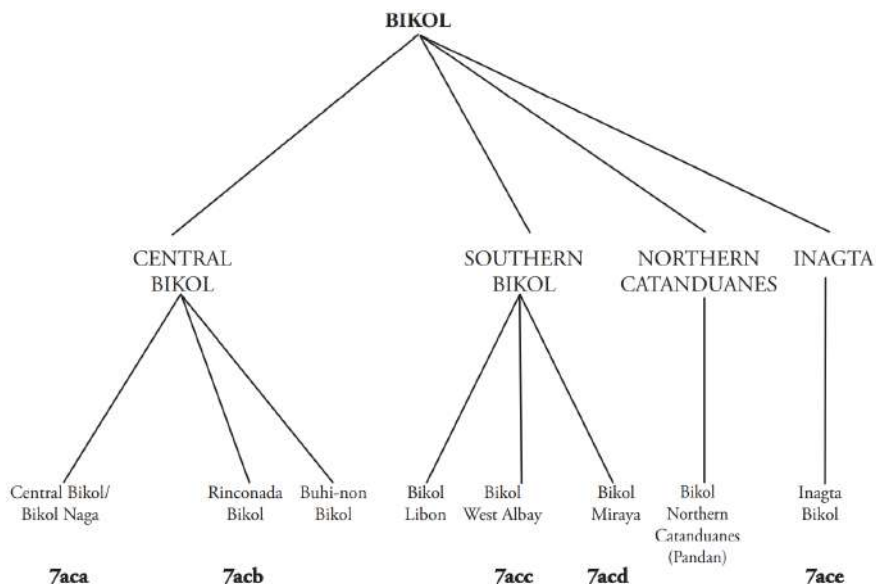 BIKOL
CENTRAL
BIKOL
SOUTHERN
BIKOL
NORTHERN
CATANDUANES
INAGTA
Central Bikol/
Bikol Naga
Rinconada
Bikol
Buhi-non
Bikol
Bikol
Libon
Bikol
West Albay
Bikol
Miraya
Bikol
Northern
Catanduanes
(Pandan)
Inagta
Bikol
7aca
7acb
7acc
7acd
7ace